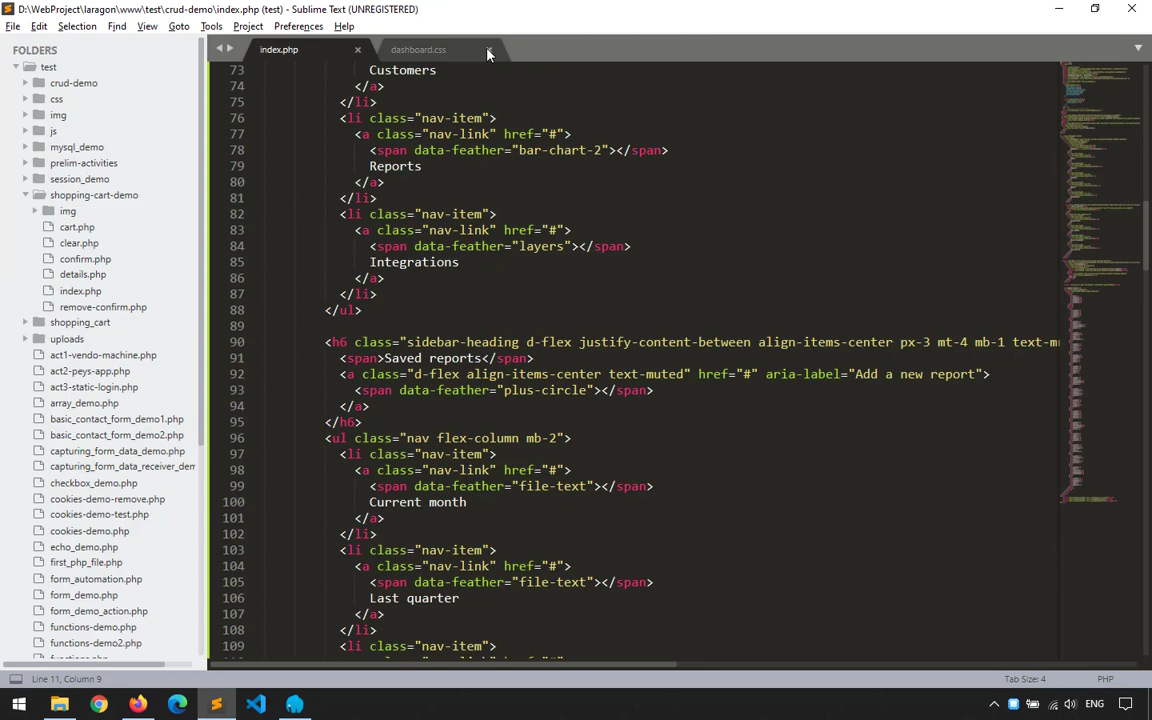 D:\WebProject\laragon\www\test\crud-demo\index.php (test) - Sublime Text (UNREGISTERED)
File Edit Selection Find View Goto Tools Project Preferences Help
FOLDERS
test
crud-demo
css
img
js
mysql_demo
prelim-activities
session_demo
shopping-cart-demo
img
cart.php
clear.php
confirm.php
details.php
index.php
remove-confirm.php
shopping_cart
uploads
act1-vendo-machine.php
act2-peys-app.php
act3-static-login.php
array_demo.php
basic_contact_form_demo1.php
basic_contact_form_demo2.php
capturing_form_data_demo.php
capturing_form_data_receiver_dem
checkbox_demo.php
cookies-demo-remove.php
cookies-demo-test.php
cookies-demo.php
echo_demo.php
first_php_file.php
form_automation.php
form_demo.php
form_demo_action.php
functions-demo.php
functions-demo2.php
index.php
dashboard.css
73 Customers
74 </a>
75 </li>
76 <li class="nav-item">
77 <a class="nav-link" href="#">
78 <span data-feather="bar-chart-2"></span>
79 Reports
80 </a>
81 </li>
82 <li class="nav-item">
83 <a class="nav-link" href="#">
84 <span data-feather="layers"></span>
85 Integrations
86 </a>
87 </li>
88 </ul>
89
90 <h6 class="sidebar-heading d-flex justify-content-between align-items-center px-3 mt-4 mb-1 text-m
91 <span>Saved reports</span>
92 <a class="d-flex align-items-center text-muted" href="#" aria-label="Add a new report">
93 <span data-feather="plus-circle"></span>
94 </a>
95 </h6>
96 <ul class="nav flex-column mb-2">
97 <li class="nav-item">
98 <a class="nav-link" href="#">
99 <span data-feather="file-text"></span>
100 Current month
101 </a>
102 </li>
103 <li class="nav-item">
104 <a class="nav-link" href="#">
105 <span data-feather="file-text"></span>
106 Last quarter
107 </a>
108 </li>
109 <li class="nav-item">
Line 11, Column 9
Tab Size: 4
PHP
ENG